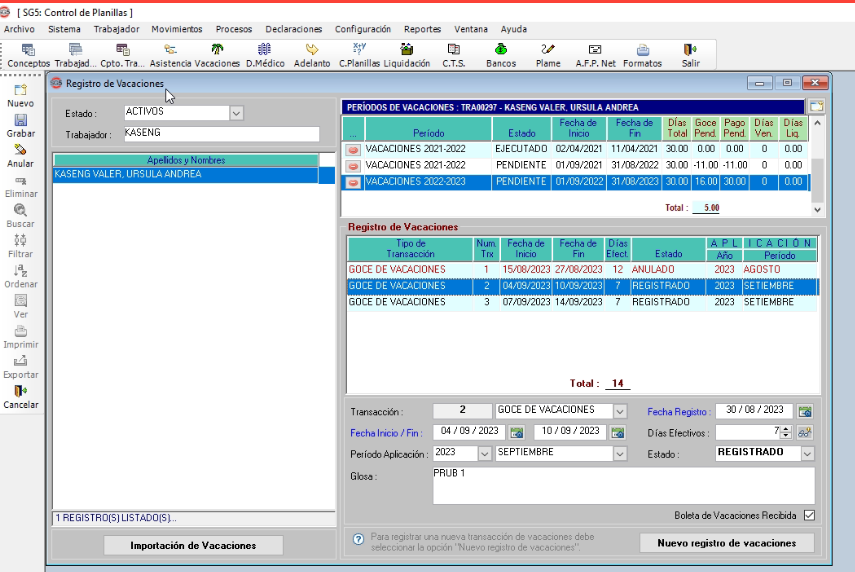 [ SG5: Control de Planillas ]
Archivo Sistema Trabajador Movimientos Procesos Declaraciones Configuración Reportes Ventana Ayuda
Conceptos Trabajad... Cpto. Tra... Asistencia Vacaciones D.Médico Adelanto C.Planillas Liquidación C.T.S. Bancos Plame A.F.P. Net Formatos Salir
Nuevo
Grabar
Anular
Eliminar
Buscar
Filtrar
Ordenar
Ver
Imprimir
Exportar
Cancelar
Registro de Vacaciones
Estado : ACTIVOS
Trabajador : KASENG
Apellidos y Nombres
KASENG VALER, URSULA ANDREA
1 REGISTRO(S) LISTADO(S)...
Importación de Vacaciones
PERÍODOS DE VACACIONES : TRA00297 - KASENG VALER, URSULA ANDREA
... Período Estado Fecha de Inicio Fecha de Fin Días Total Goce Pend. Pago Pend. Días Ven. Días Liq.
VACACIONES 2021-2022 EJECUTADO 02/04/2021 11/04/2021 30.00 0.00 0.00 0 0.00
VACACIONES 2021-2022 PENDIENTE 01/09/2021 31/08/2022 30.00 -11.00 -11.00 0 0.00
VACACIONES 2022-2023 PENDIENTE 01/09/2022 31/08/2023 30.00 16.00 30.00 0 0.00
Total : 5.00
Registro de Vacaciones
Tipo de Transacción Num. Trx Fecha de Inicio Fecha de Fin Días Efect. Estado A P L I C A C I Ó N Año Período
GOCE DE VACACIONES 1 15/08/2023 27/08/2023 12 ANULADO 2023 AGOSTO
GOCE DE VACACIONES 2 04/09/2023 10/09/2023 7 REGISTRADO 2023 SETIEMBRE
GOCE DE VACACIONES 3 07/09/2023 14/09/2023 7 REGISTRADO 2023 SETIEMBRE
Total : 14
Transacción : 2 GOCE DE VACACIONES Fecha Registro : 30 / 08 / 2023
Fecha Inicio / Fin : 04 / 09 / 2023 10 / 09 / 2023 Días Efectivos : 7
Período Aplicación : 2023 SEPTIEMBRE Estado : REGISTRADO
Glosa : PRUB 1
Boleta de Vacaciones Recibida
Para registrar una nueva transacción de vacaciones debe
seleccionar la opción "Nuevo registro de vacaciones".
Nuevo registro de vacaciones